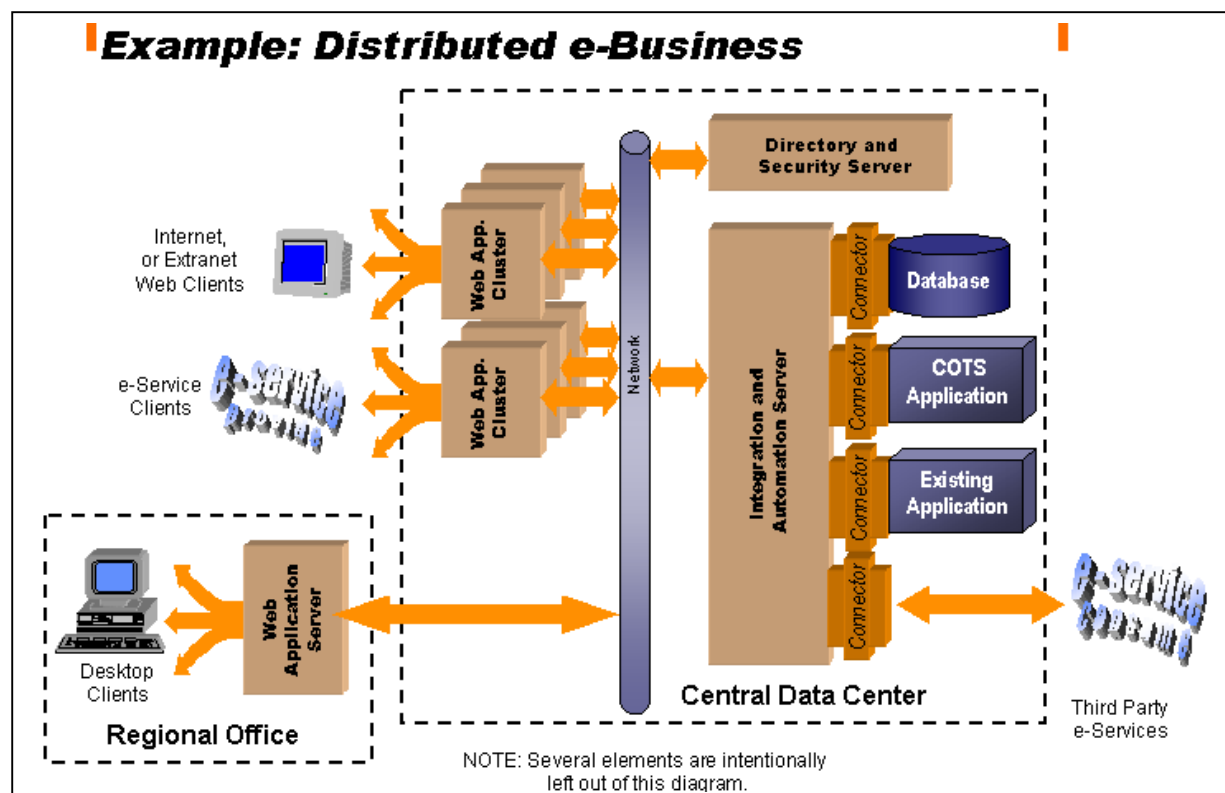 Example: Distributed e-Business
Directory and
Security Server
Internet,
or Extranet
Web Clients
Web App.
Cluster
Connector
Database
e-Service
Clients
e-service
Web App.
Cluster
Network
Integration and
Automation Server
Connector
COTS
Application
Connector
Existing
Application
Desktop
Clients
Web
Application
Server
Regional Office
Connector
e-service
Central Data Center
Third Party
e-Services
NOTE: Several elements are intentionally
left out of this diagram.